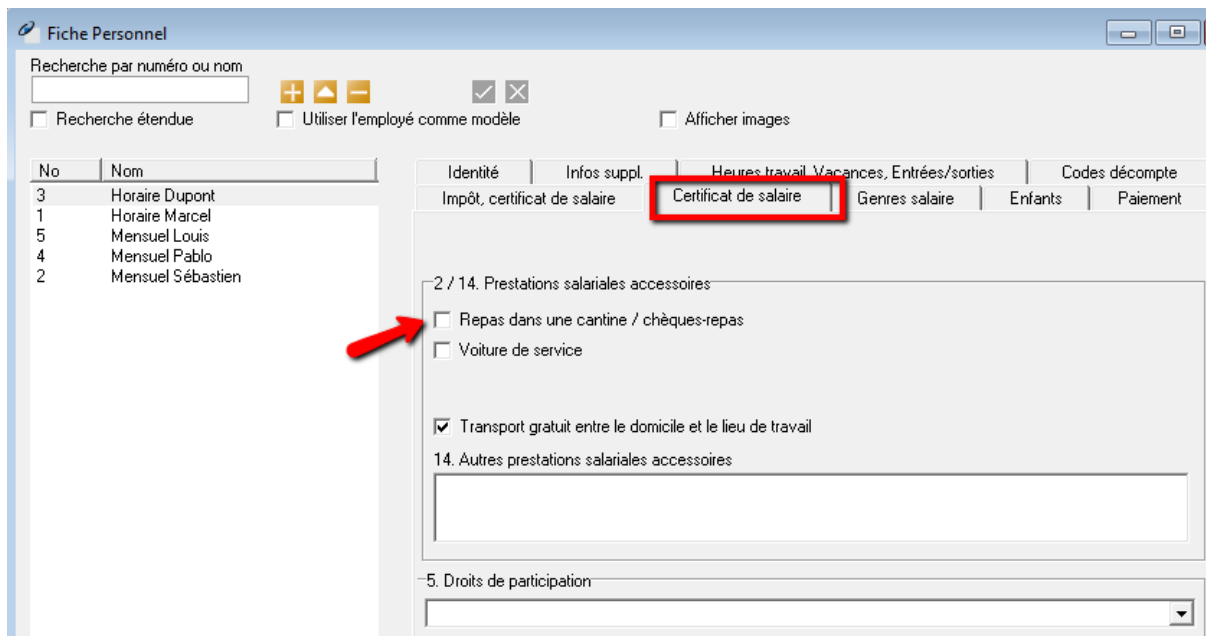 Fiche Personnel
Recherche par numéro ou nom
Recherche étendue
Utiliser l'employé comme modèle
Afficher images
No Nom
3 Horaire Dupont
1 Horaire Marcel
5 Mensuel Louis
4 Mensuel Pablo
2 Mensuel Sébastien
Identité Infos suppl. Heures travail, Vacances, Entrées/sorties Codes décompte
Impôt, certificat de salaire Certificat de salaire Genres salaire Enfants Paiement
2 / 14. Prestations salariales accessoires
Repas dans une cantine / chèques-repas
Voiture de service
Transport gratuit entre le domicile et le lieu de travail
14. Autres prestations salariales accessoires
5. Droits de participation